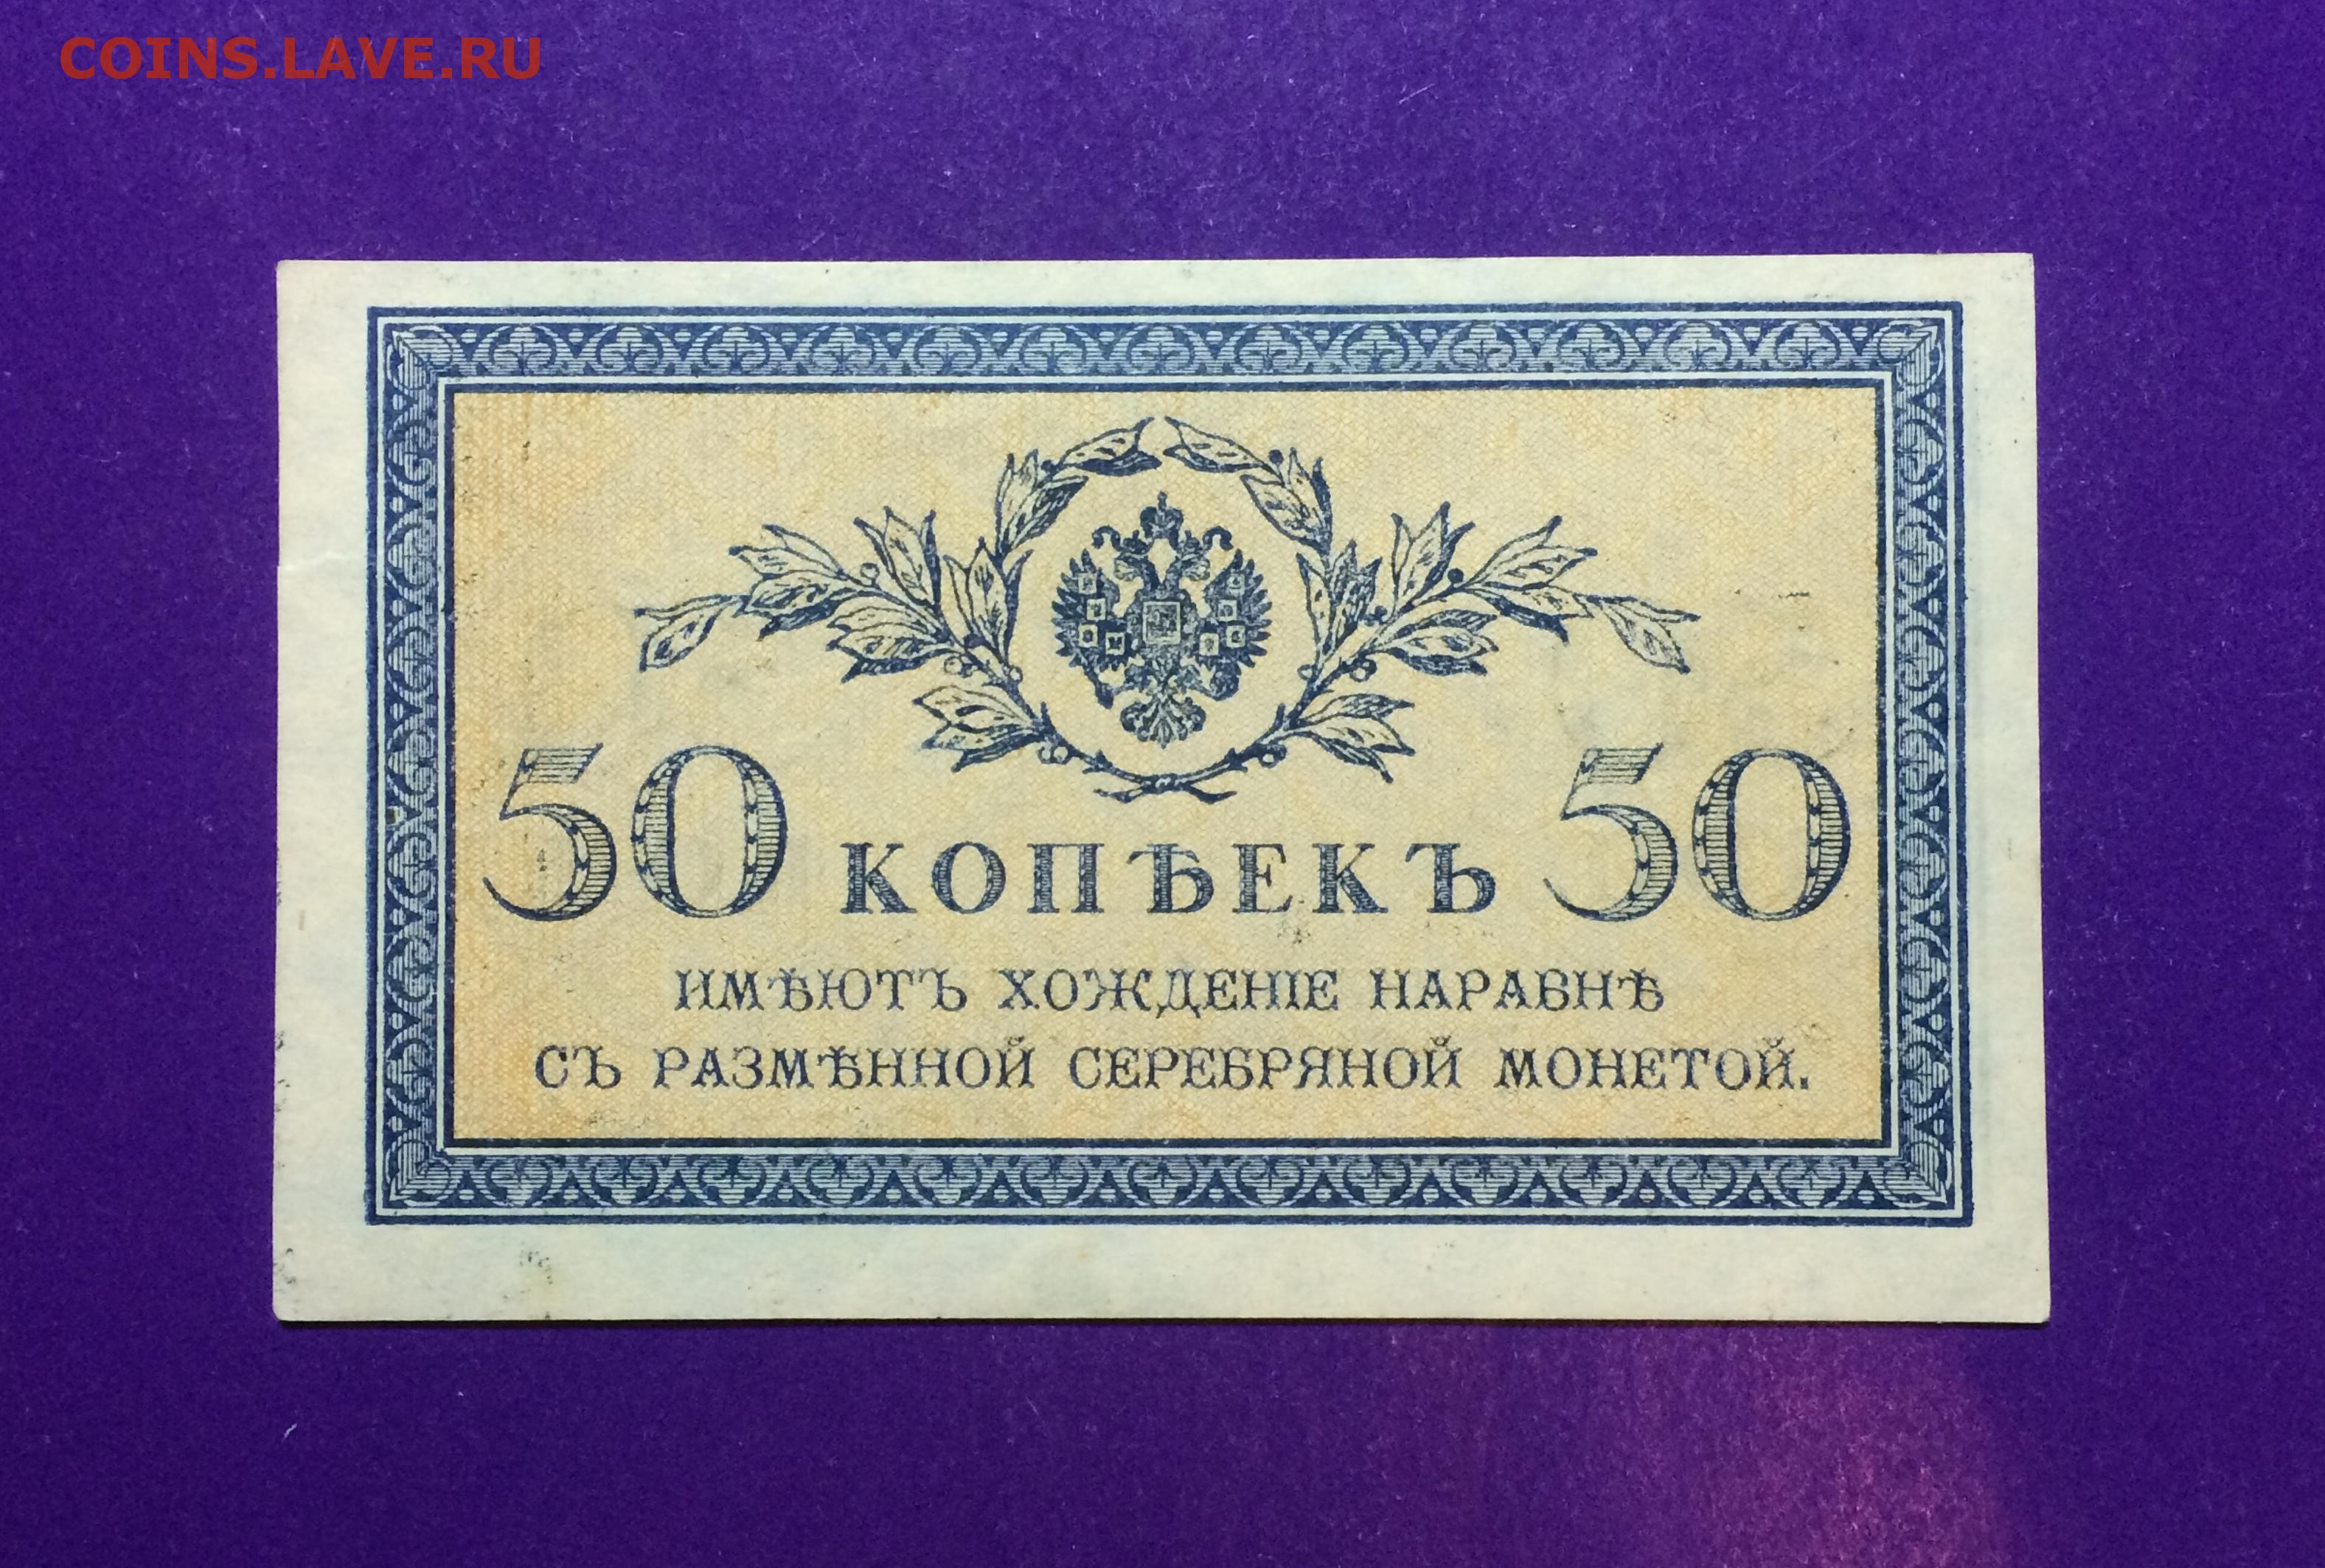 COINS.LAVE.RU
50 КОПѢЕКЪ 50
ИМѢЮТЪ ХОЖДЕНІЕ НАРАВНѢ
СЪ РАЗМѢННОЙ СЕРЕБРЯНОЙ МОНЕТОЙ.